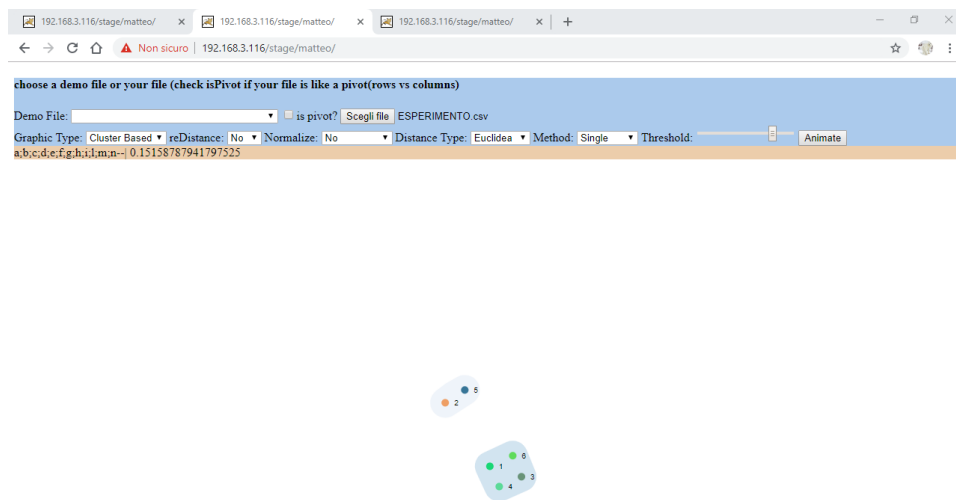 192.168.3.116/stage/matteo/ 192.168.3.116/stage/matteo/ 192.168.3.116/stage/matteo/
Non sicuro | 192.168.3.116/stage/matteo/
choose a demo file or your file (check isPivot if your file is like a pivot(rows vs columns)
Demo File: is pivot? Scegli file ESPERIMENTO.csv
Graphic Type: Cluster Based reDistance: No Normalize: No Distance Type: Euclidea Method: Single Threshold: Animate
a;b;c;d;e;f;g;h;i;l;m;n--| 0.15158787941797525
5
2
6
1
3
4